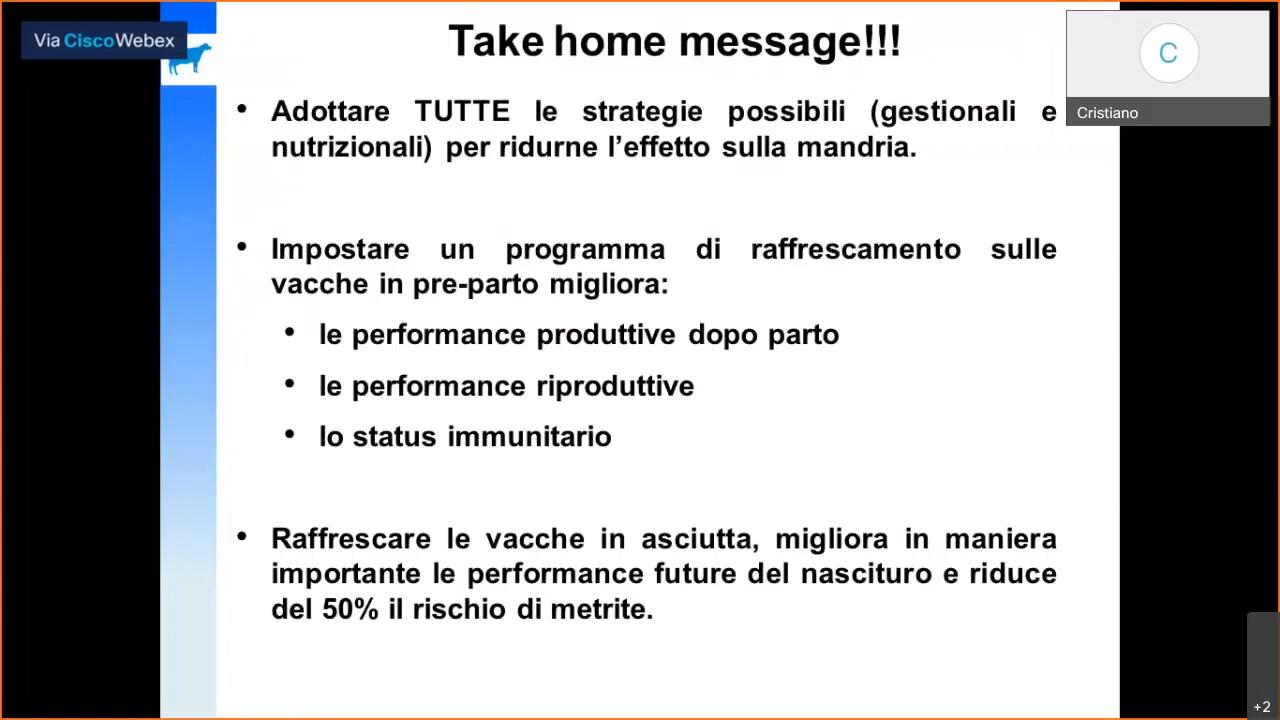 Via Cisco Webex
Take home message!!!
C
Cristiano
• Adottare TUTTE le strategie possibili (gestionali e
nutrizionali) per ridurne l’effetto sulla mandria.
• Impostare un programma di raffrescamento sulle
vacche in pre-parto migliora:
• le performance produttive dopo parto
• le performance riproduttive
• lo status immunitario
• Raffrescare le vacche in asciutta, migliora in maniera
importante le performance future del nascituro e riduce
del 50% il rischio di metrite.
+2